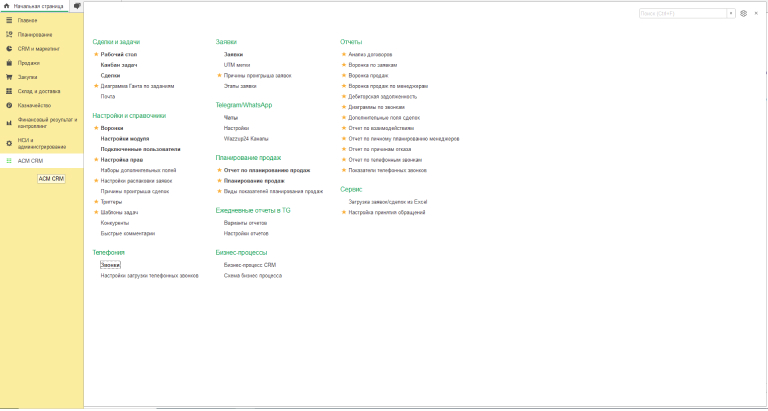 Начальная страница
Поиск (Ctrl+F)
Главное
Планирование
CRM и маркетинг
Продажи
Закупки
Склад и доставка
Казначейство
Финансовый результат и
контроллинг
НСИ и
администрирование
ACM CRM
ACM CRM
Сделки и задачи
Рабочий стол
Канбан задач
Сделки
Диаграмма Ганта по заданиям
Почта
Настройки и справочники
Воронки
Настройки модуля
Подключенные пользователи
Настройка прав
Наборы дополнительных полей
Настройки распаковки заявок
Причины проигрыша сделок
Триггеры
Шаблоны задач
Конкуренты
Быстрые комментарии
Телефония
Звонки
Настройки загрузки телефонных звонков
Заявки
Заявки
UTM метки
Причины проигрыша заявок
Этапы заявки
Telegram/WhatsApp
Чаты
Настройки
Wazzup24 Каналы
Планирование продаж
Отчет по планированию продаж
Планирование продаж
Виды показателей планирования продаж
Ежедневные отчеты в TG
Варианты отчетов
Настройки отчетов
Бизнес-процессы
Бизнес-процесс CRM
Схема бизнес процесса
Отчеты
Анализ договоров
Воронка по заявкам
Воронка продаж
Воронка продаж по менеджерам
Дебиторская задолженность
Диаграммы по звонкам
Дополнительные поля сделок
Отчет по взаимодействиям
Отчет по личному планированию менеджеров
Отчет по причинам отказа
Отчет по телефонным звонкам
Показатели телефонных звонков
Сервис
Загрузка заявок/сделок из Excel
Настройка принятия обращений